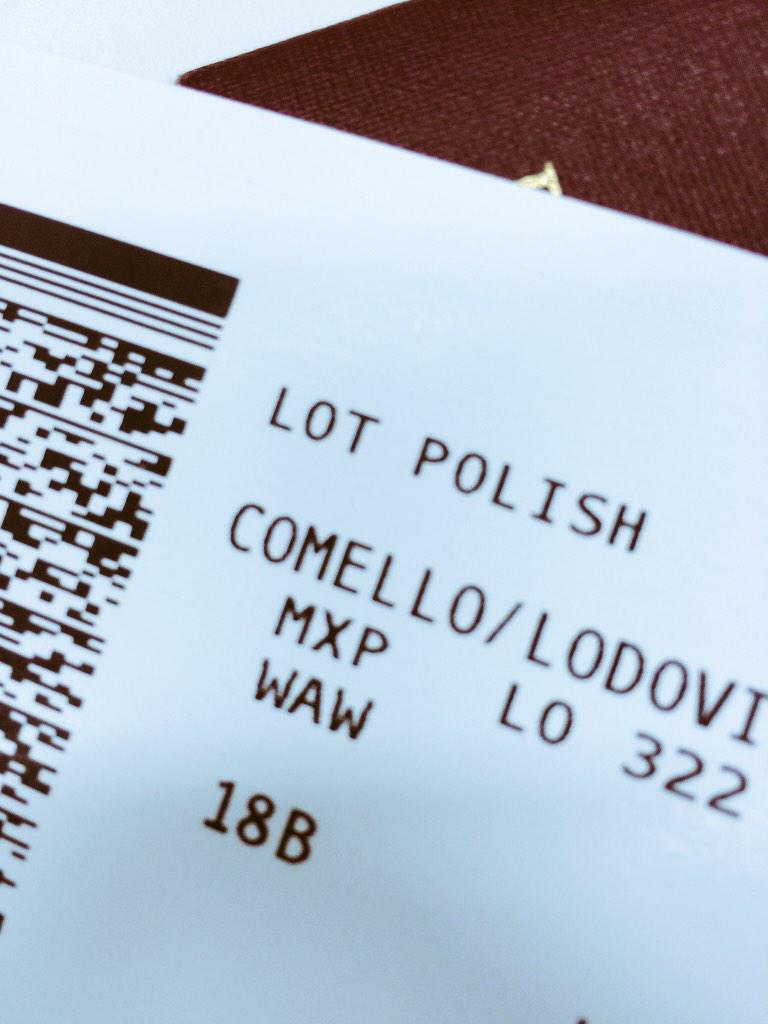 LOT POLISH
COMELLO/LODOVI
MXP
WAW LO 322
18B